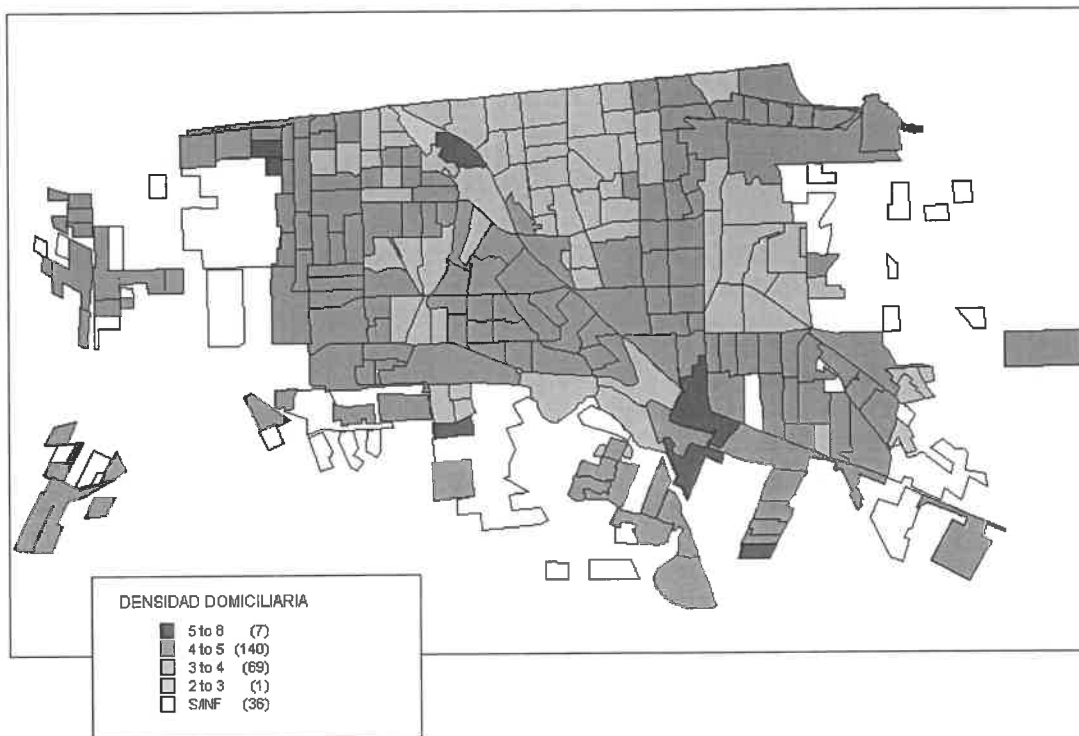 DENSIDAD DOMICILIARIA
5 to 8 (7)
4 to 5 (140)
3 to 4 (69)
2 to 3 (1)
S/INF (36)